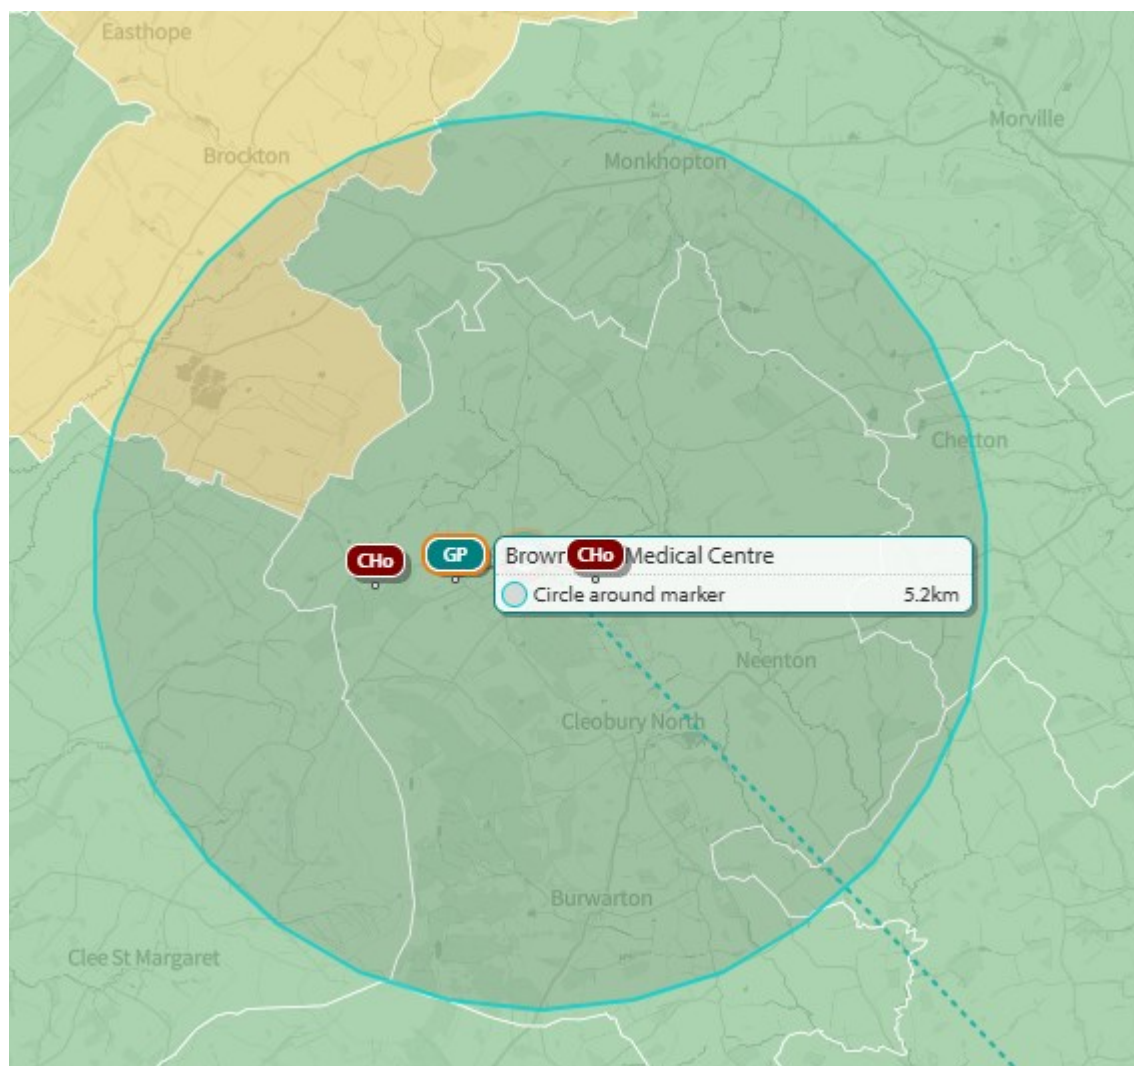 Easthope
Morville
Brockton
Monkhopton
Chetton
CHo
GP
Brow CHo Medical Centre
Circle around marker 5.2km
Neenton
Cleobury North
Burwarton
Clee St Margaret